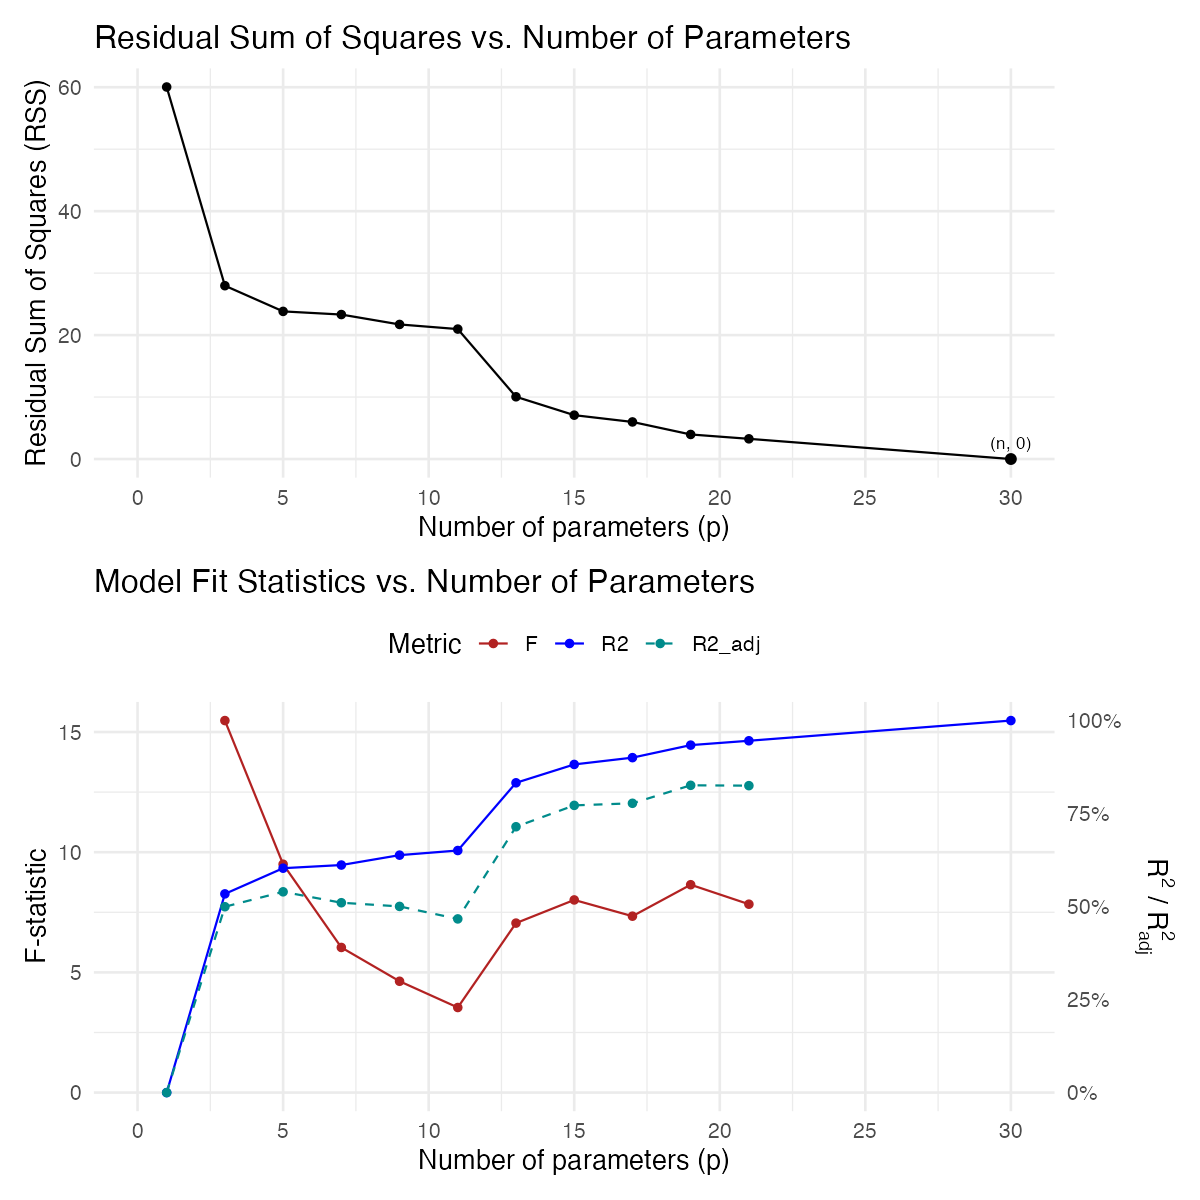 Residual Sum of Squares vs. Number of Parameters
Residual Sum of Squares (RSS)
60
40
20
0
(n, 0)
0 5 10 15 20 25 30
Number of parameters (p)
Model Fit Statistics vs. Number of Parameters
Metric F R2 R2_adj
F-statistic
15
10
5
0
100%
75%
50%
25%
0%
R² / R²adj
0 5 10 15 20 25 30
Number of parameters (p)